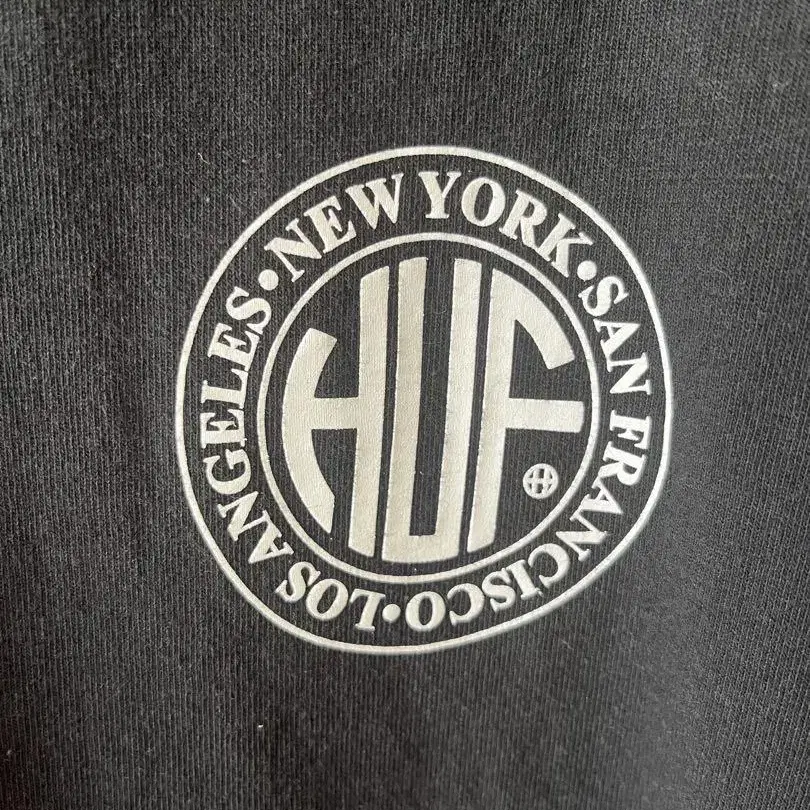 NEW YORK • SAN FRANCISCO • LOS ANGELES •
HUF